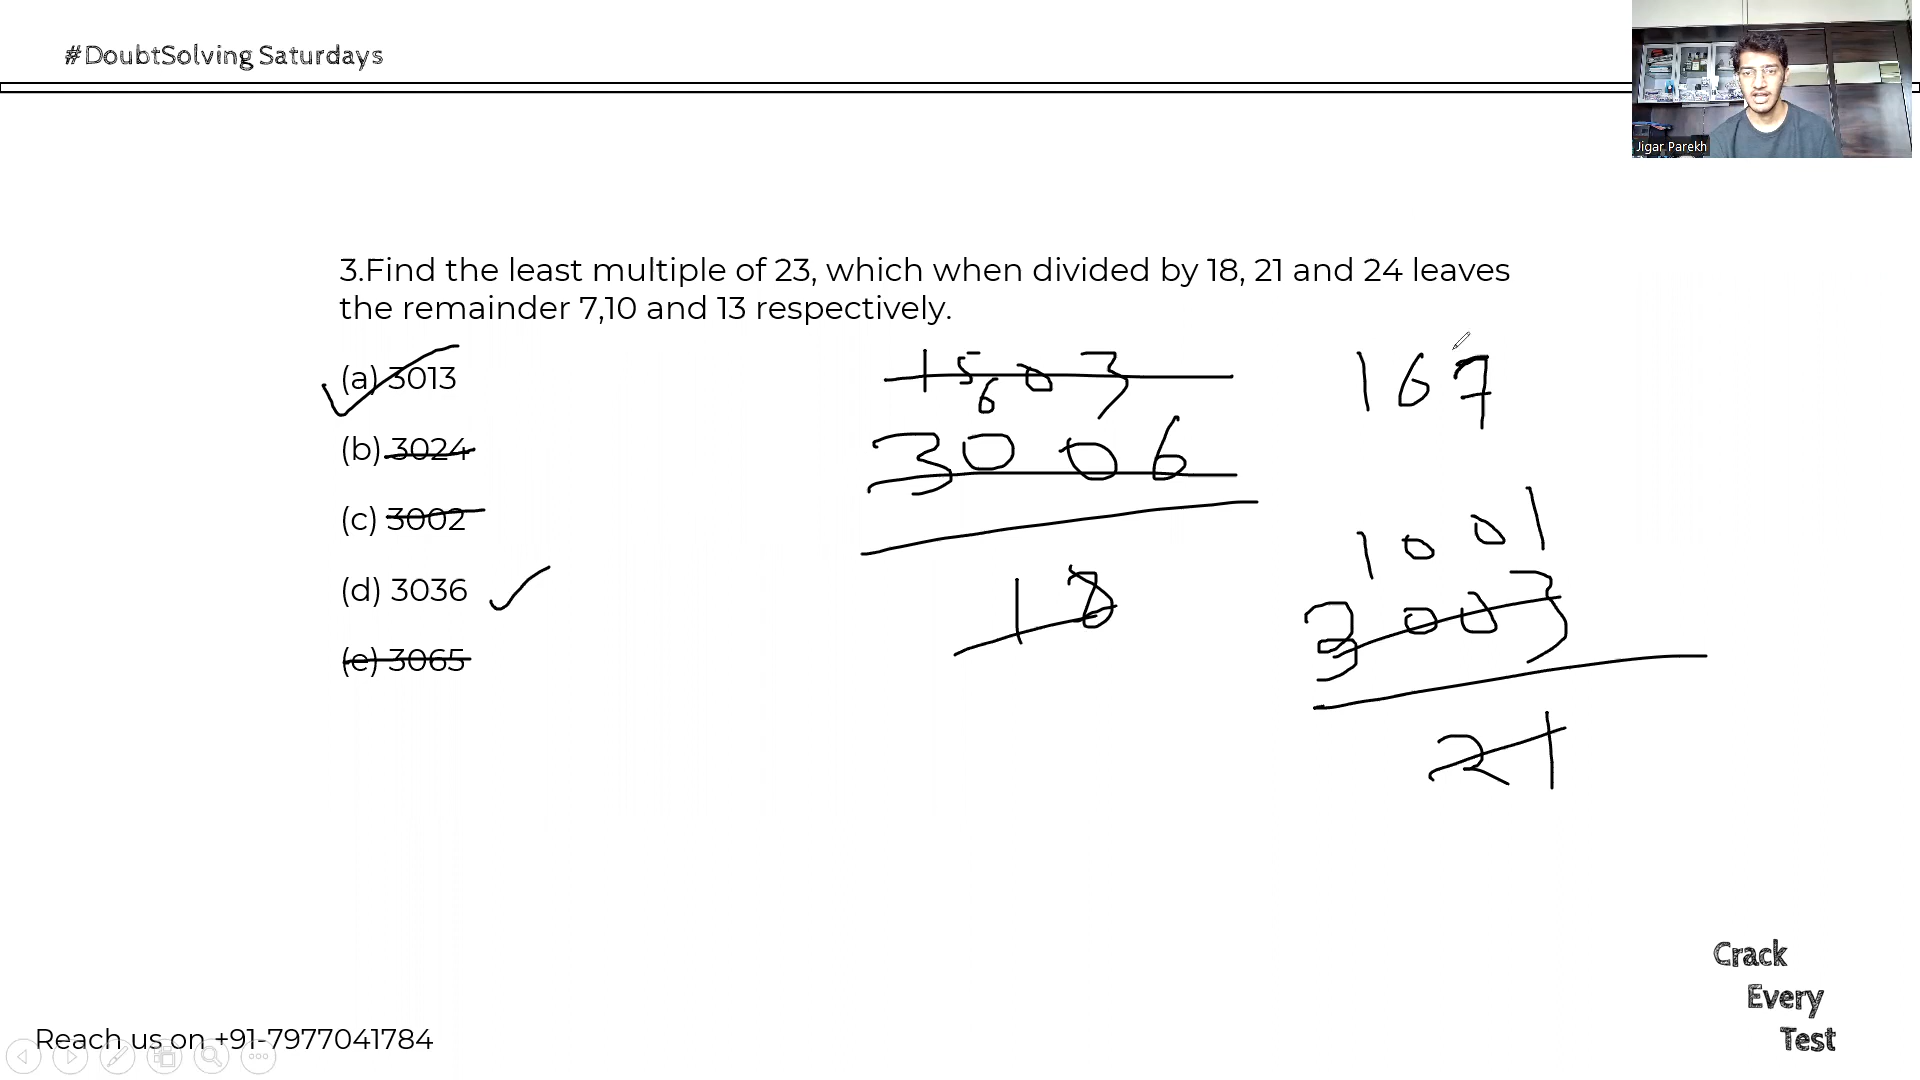 #DoubtSolving Saturdays
Jigar Parekh
3.Find the least multiple of 23, which when divided by 18, 21 and 24 leaves
the remainder 7,10 and 13 respectively.
(a) 3013
(b) 3024
(c) 3002
(d) 3036
(e) 3065
1503
6
3006
18
167
1001
3003
3
21
Crack
Every
Test
Reach us on +91-7977041784